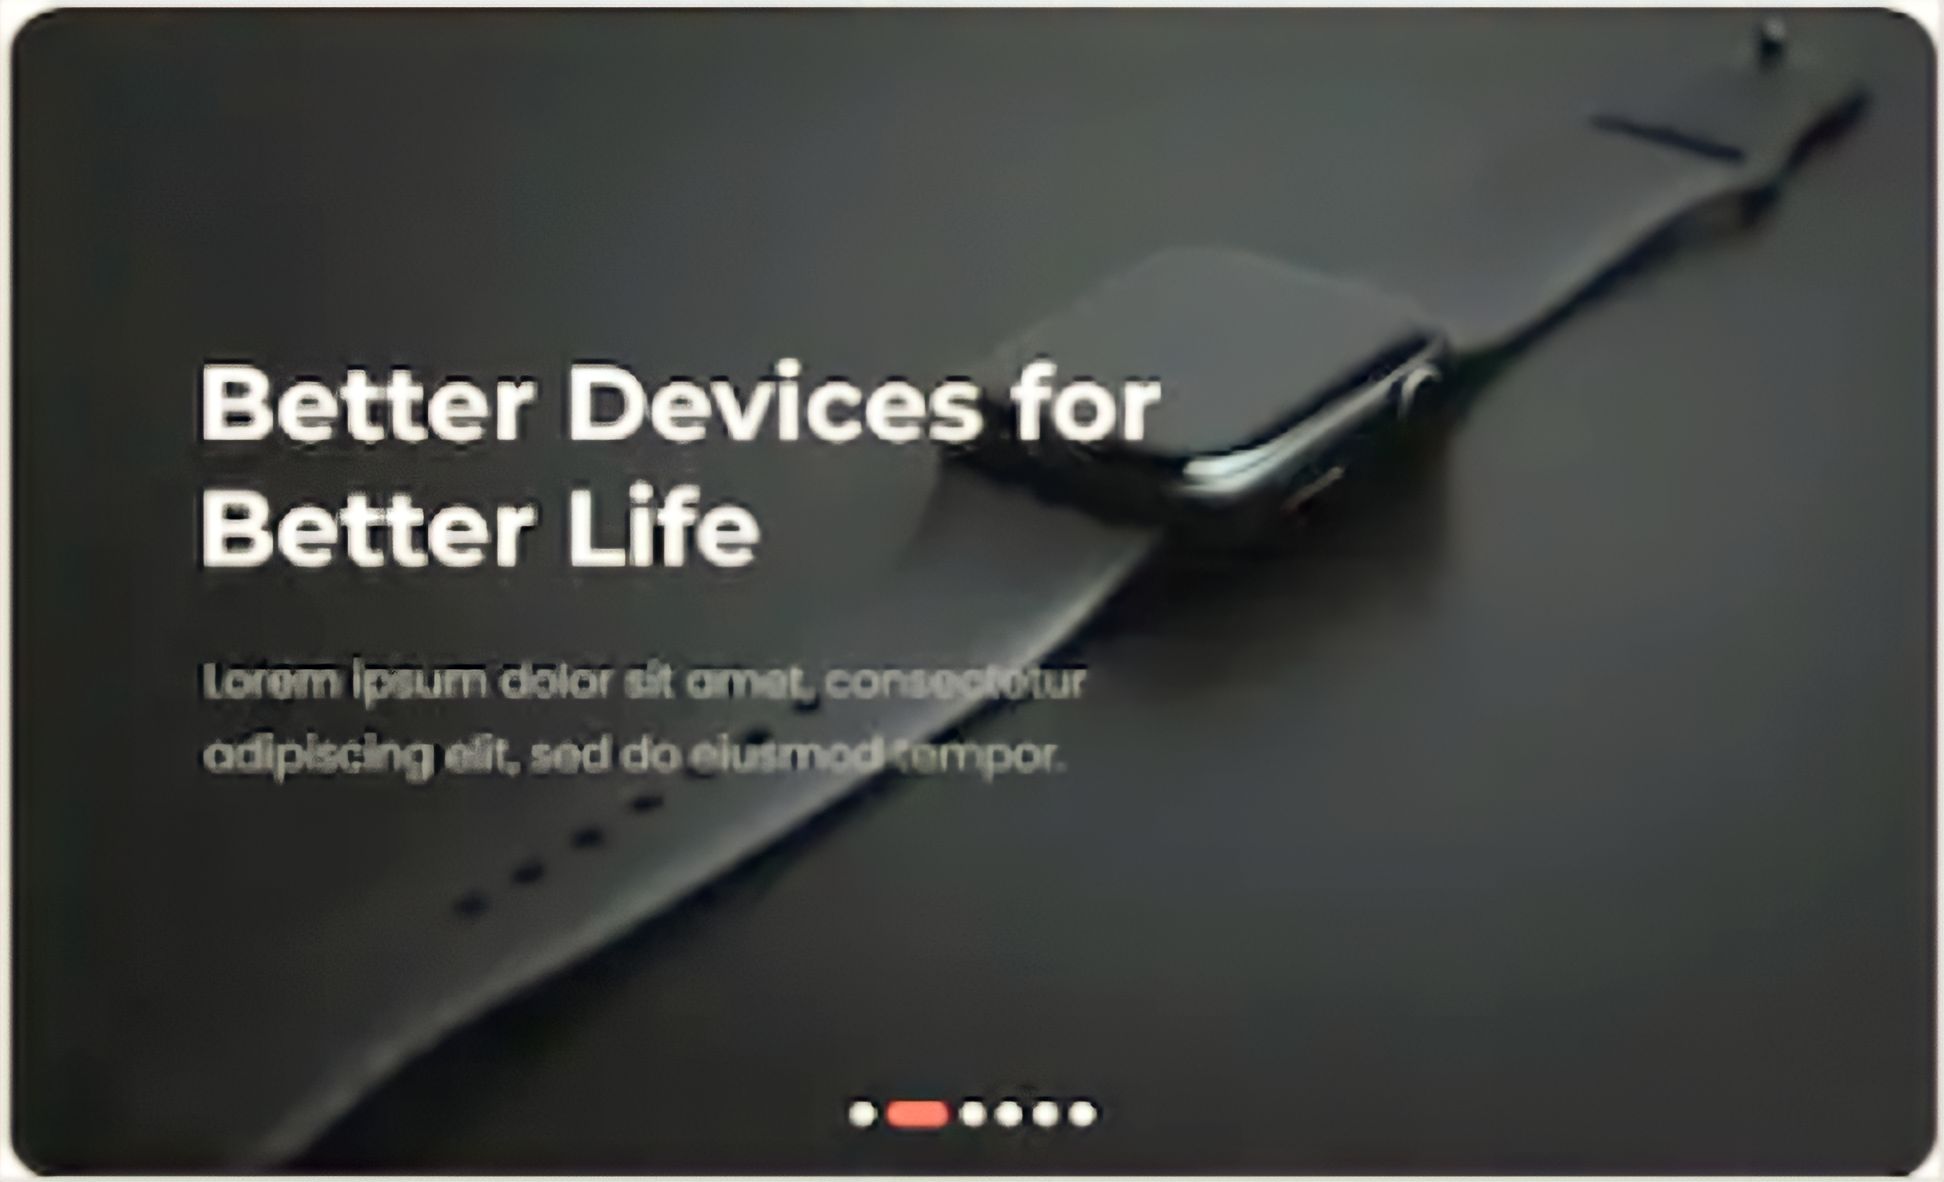 Better Devices for
Better Life
Lorem ipsum dolor sit amet, consectetur
adipiscing elit, sed do eiusmod tempor.